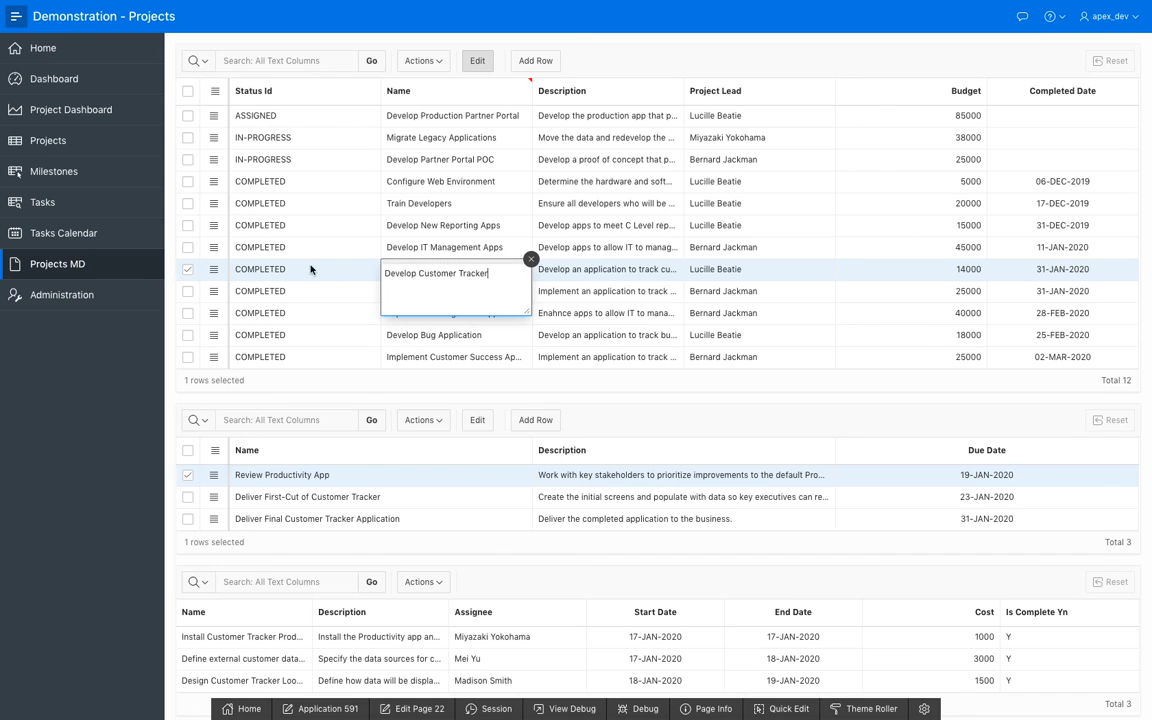 Demonstration - Projects
apex_dev
Home
Dashboard
Project Dashboard
Projects
Milestones
Tasks
Tasks Calendar
Projects MD
Administration
Search: All Text Columns Go Actions Edit Add Row Reset
Status Id Name Description Project Lead Budget Completed Date
ASSIGNED Develop Production Partner Portal Develop the production app that p... Lucille Beatie 85000
IN-PROGRESS Migrate Legacy Applications Move the data and redevelop the ... Miyazaki Yokohama 38000
IN-PROGRESS Develop Partner Portal POC Develop a proof of concept that p... Bernard Jackman 25000
COMPLETED Configure Web Environment Determine the hardware and soft... Lucille Beatie 5000 06-DEC-2019
COMPLETED Train Developers Ensure all developers who will be ... Lucille Beatie 20000 17-DEC-2019
COMPLETED Develop New Reporting Apps Develop apps to meet C Level rep... Lucille Beatie 15000 31-DEC-2019
COMPLETED Develop IT Management Apps Develop apps to allow IT to manag... Bernard Jackman 45000 11-JAN-2020
COMPLETED Develop Customer Tracker Develop an application to track cu... Lucille Beatie 14000 31-JAN-2020
COMPLETED Implement an application to track ... Bernard Jackman 25000 31-JAN-2020
COMPLETED Enahnce apps to allow IT to mana... Bernard Jackman 40000 28-FEB-2020
COMPLETED Develop Bug Application Develop an application to track bu... Lucille Beatie 18000 25-FEB-2020
COMPLETED Implement Customer Success Ap... Implement an application to track ... Bernard Jackman 25000 02-MAR-2020
1 rows selected Total 12
Search: All Text Columns Go Actions Edit Add Row Reset
Name Description Due Date
Review Productivity App Work with key stakeholders to prioritize improvements to the default Pro... 19-JAN-2020
Deliver First-Cut of Customer Tracker Create the initial screens and populate with data so key executives can re... 23-JAN-2020
Deliver Final Customer Tracker Application Deliver the completed application to the business. 31-JAN-2020
1 rows selected Total 3
Search: All Text Columns Go Actions Reset
Name Description Assignee Start Date End Date Cost Is Complete Yn
Install Customer Tracker Prod... Install the Productivity app an... Miyazaki Yokohama 17-JAN-2020 17-JAN-2020 1000 Y
Define external customer data... Specify the data sources for c... Mei Yu 17-JAN-2020 18-JAN-2020 3000 Y
Design Customer Tracker Loo... Define how data will be displa... Madison Smith 18-JAN-2020 19-JAN-2020 1500 Y
Total 3
Home Application 591 Edit Page 22 Session View Debug Debug Page Info Quick Edit Theme Roller